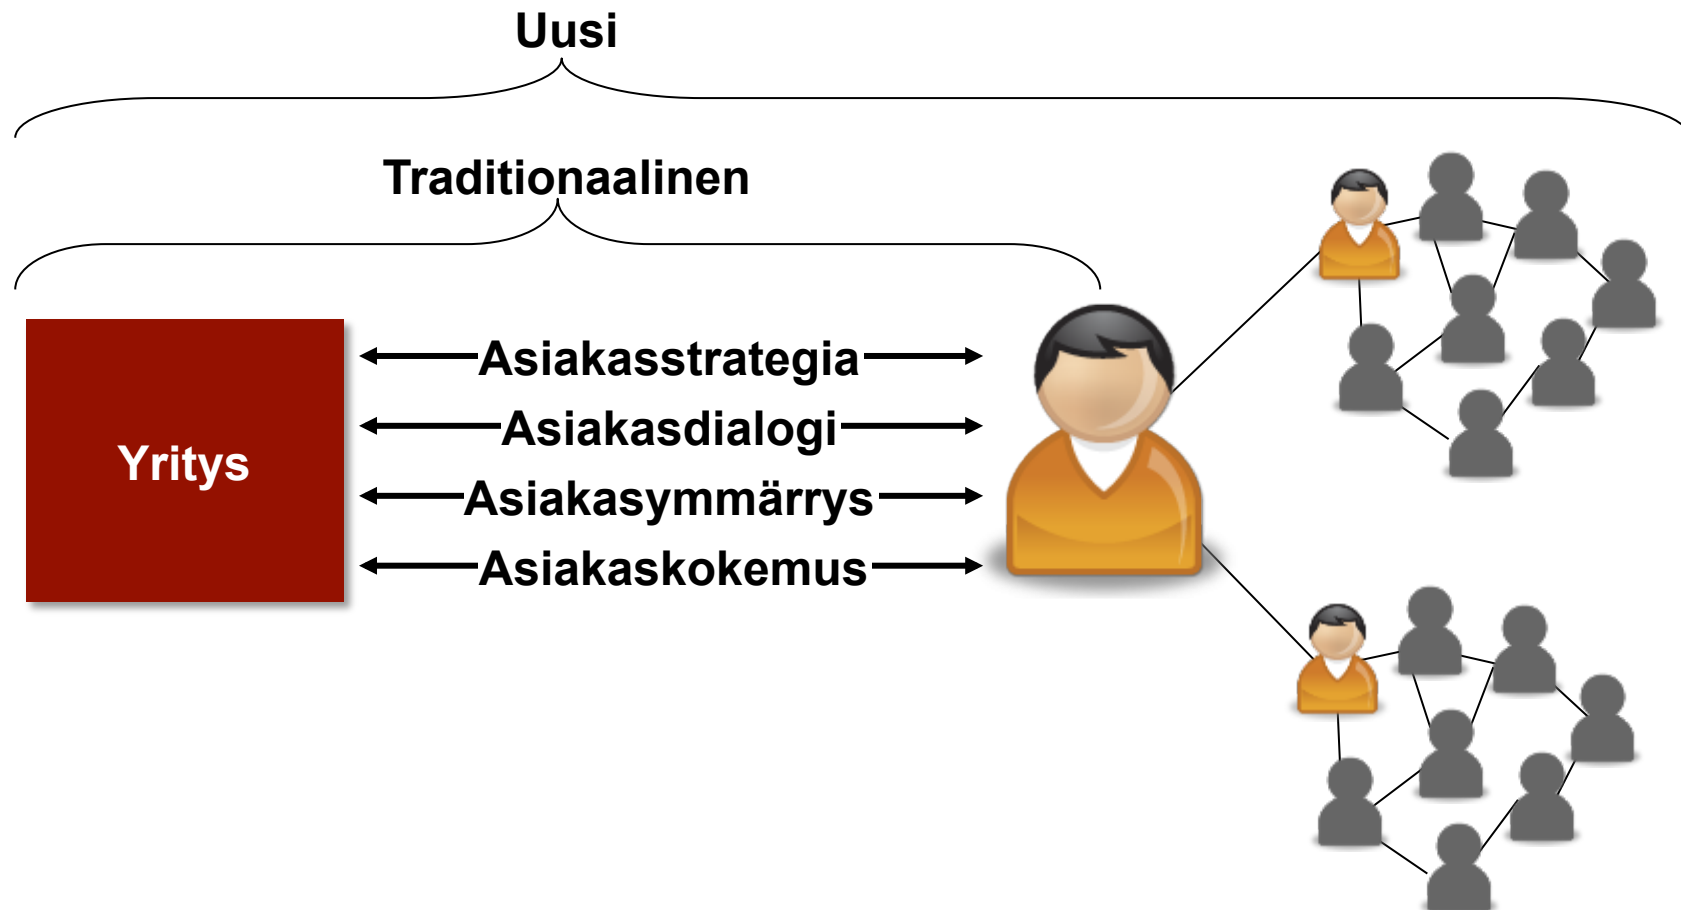 Uusi
Traditionaalinen
Yritys
Asiakasstrategia
Asiakasdialogi
Asiakasymmärrys
Asiakaskokemus